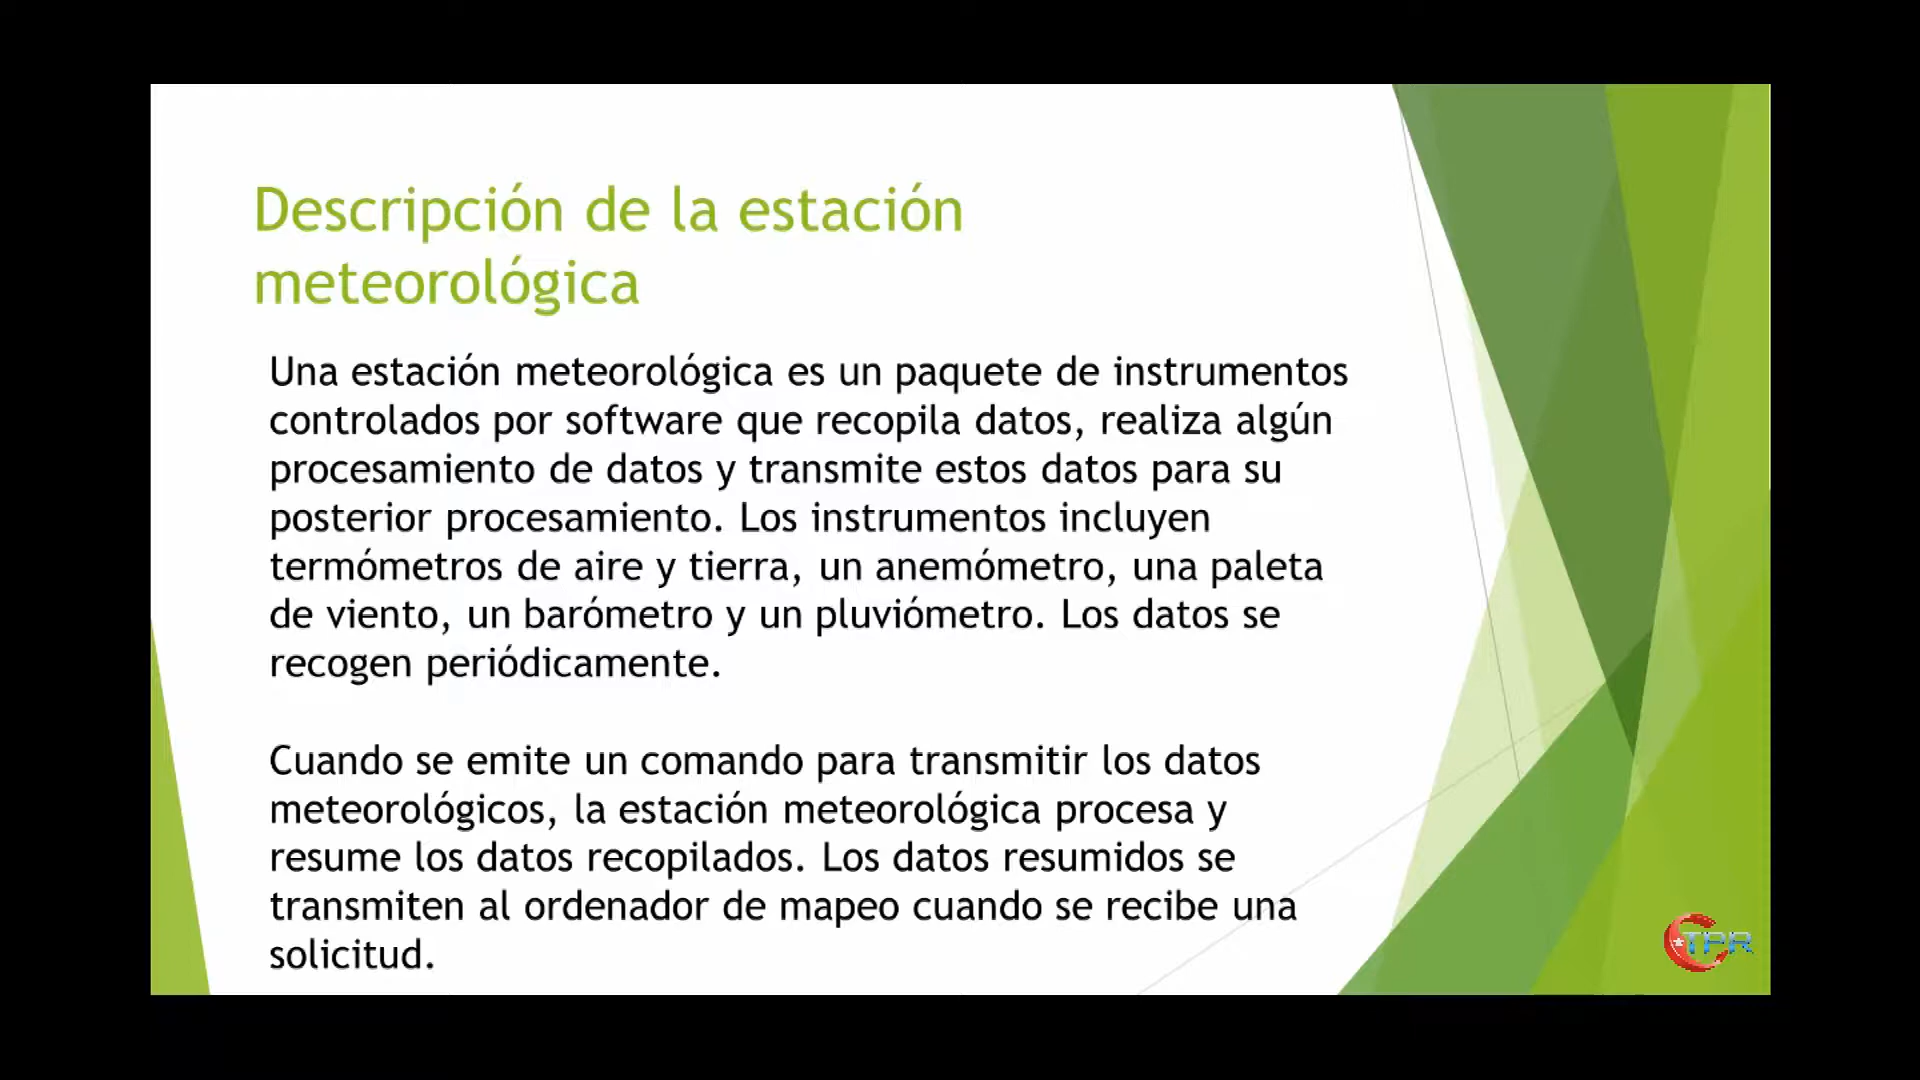 Descripción de la estación
meteorológica
Una estación meteorológica es un paquete de instrumentos
controlados por software que recopila datos, realiza algún
procesamiento de datos y transmite estos datos para su
posterior procesamiento. Los instrumentos incluyen
termómetros de aire y tierra, un anemómetro, una paleta
de viento, un barómetro y un pluviómetro. Los datos se
recogen periódicamente.
Cuando se emite un comando para transmitir los datos
meteorológicos, la estación meteorológica procesa y
resume los datos recopilados. Los datos resumidos se
transmiten al ordenador de mapeo cuando se recibe una
solicitud.
TPR